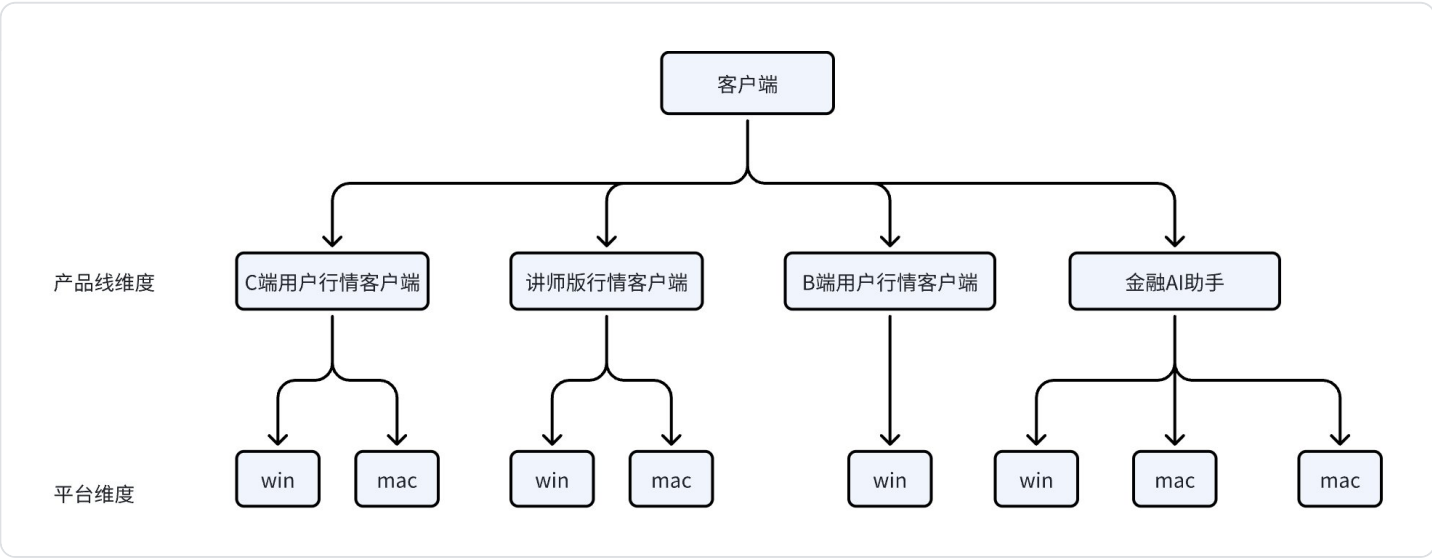 客户端
产品线维度
C端用户行情客户端
讲师版行情客户端
B端用户行情客户端
金融AI助手
平台维度
win
mac
win
mac
win
win
mac
mac